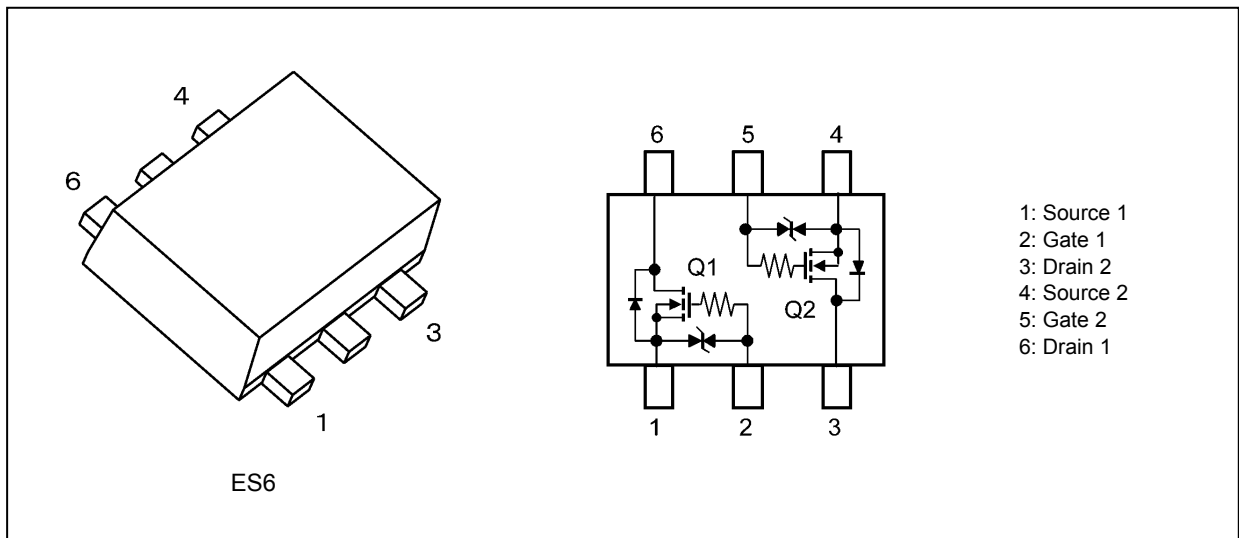 4
6
3
1
ES6
6 5 4
Q1
Q2
1 2 3
1: Source 1
2: Gate 1
3: Drain 2
4: Source 2
5: Gate 2
6: Drain 1